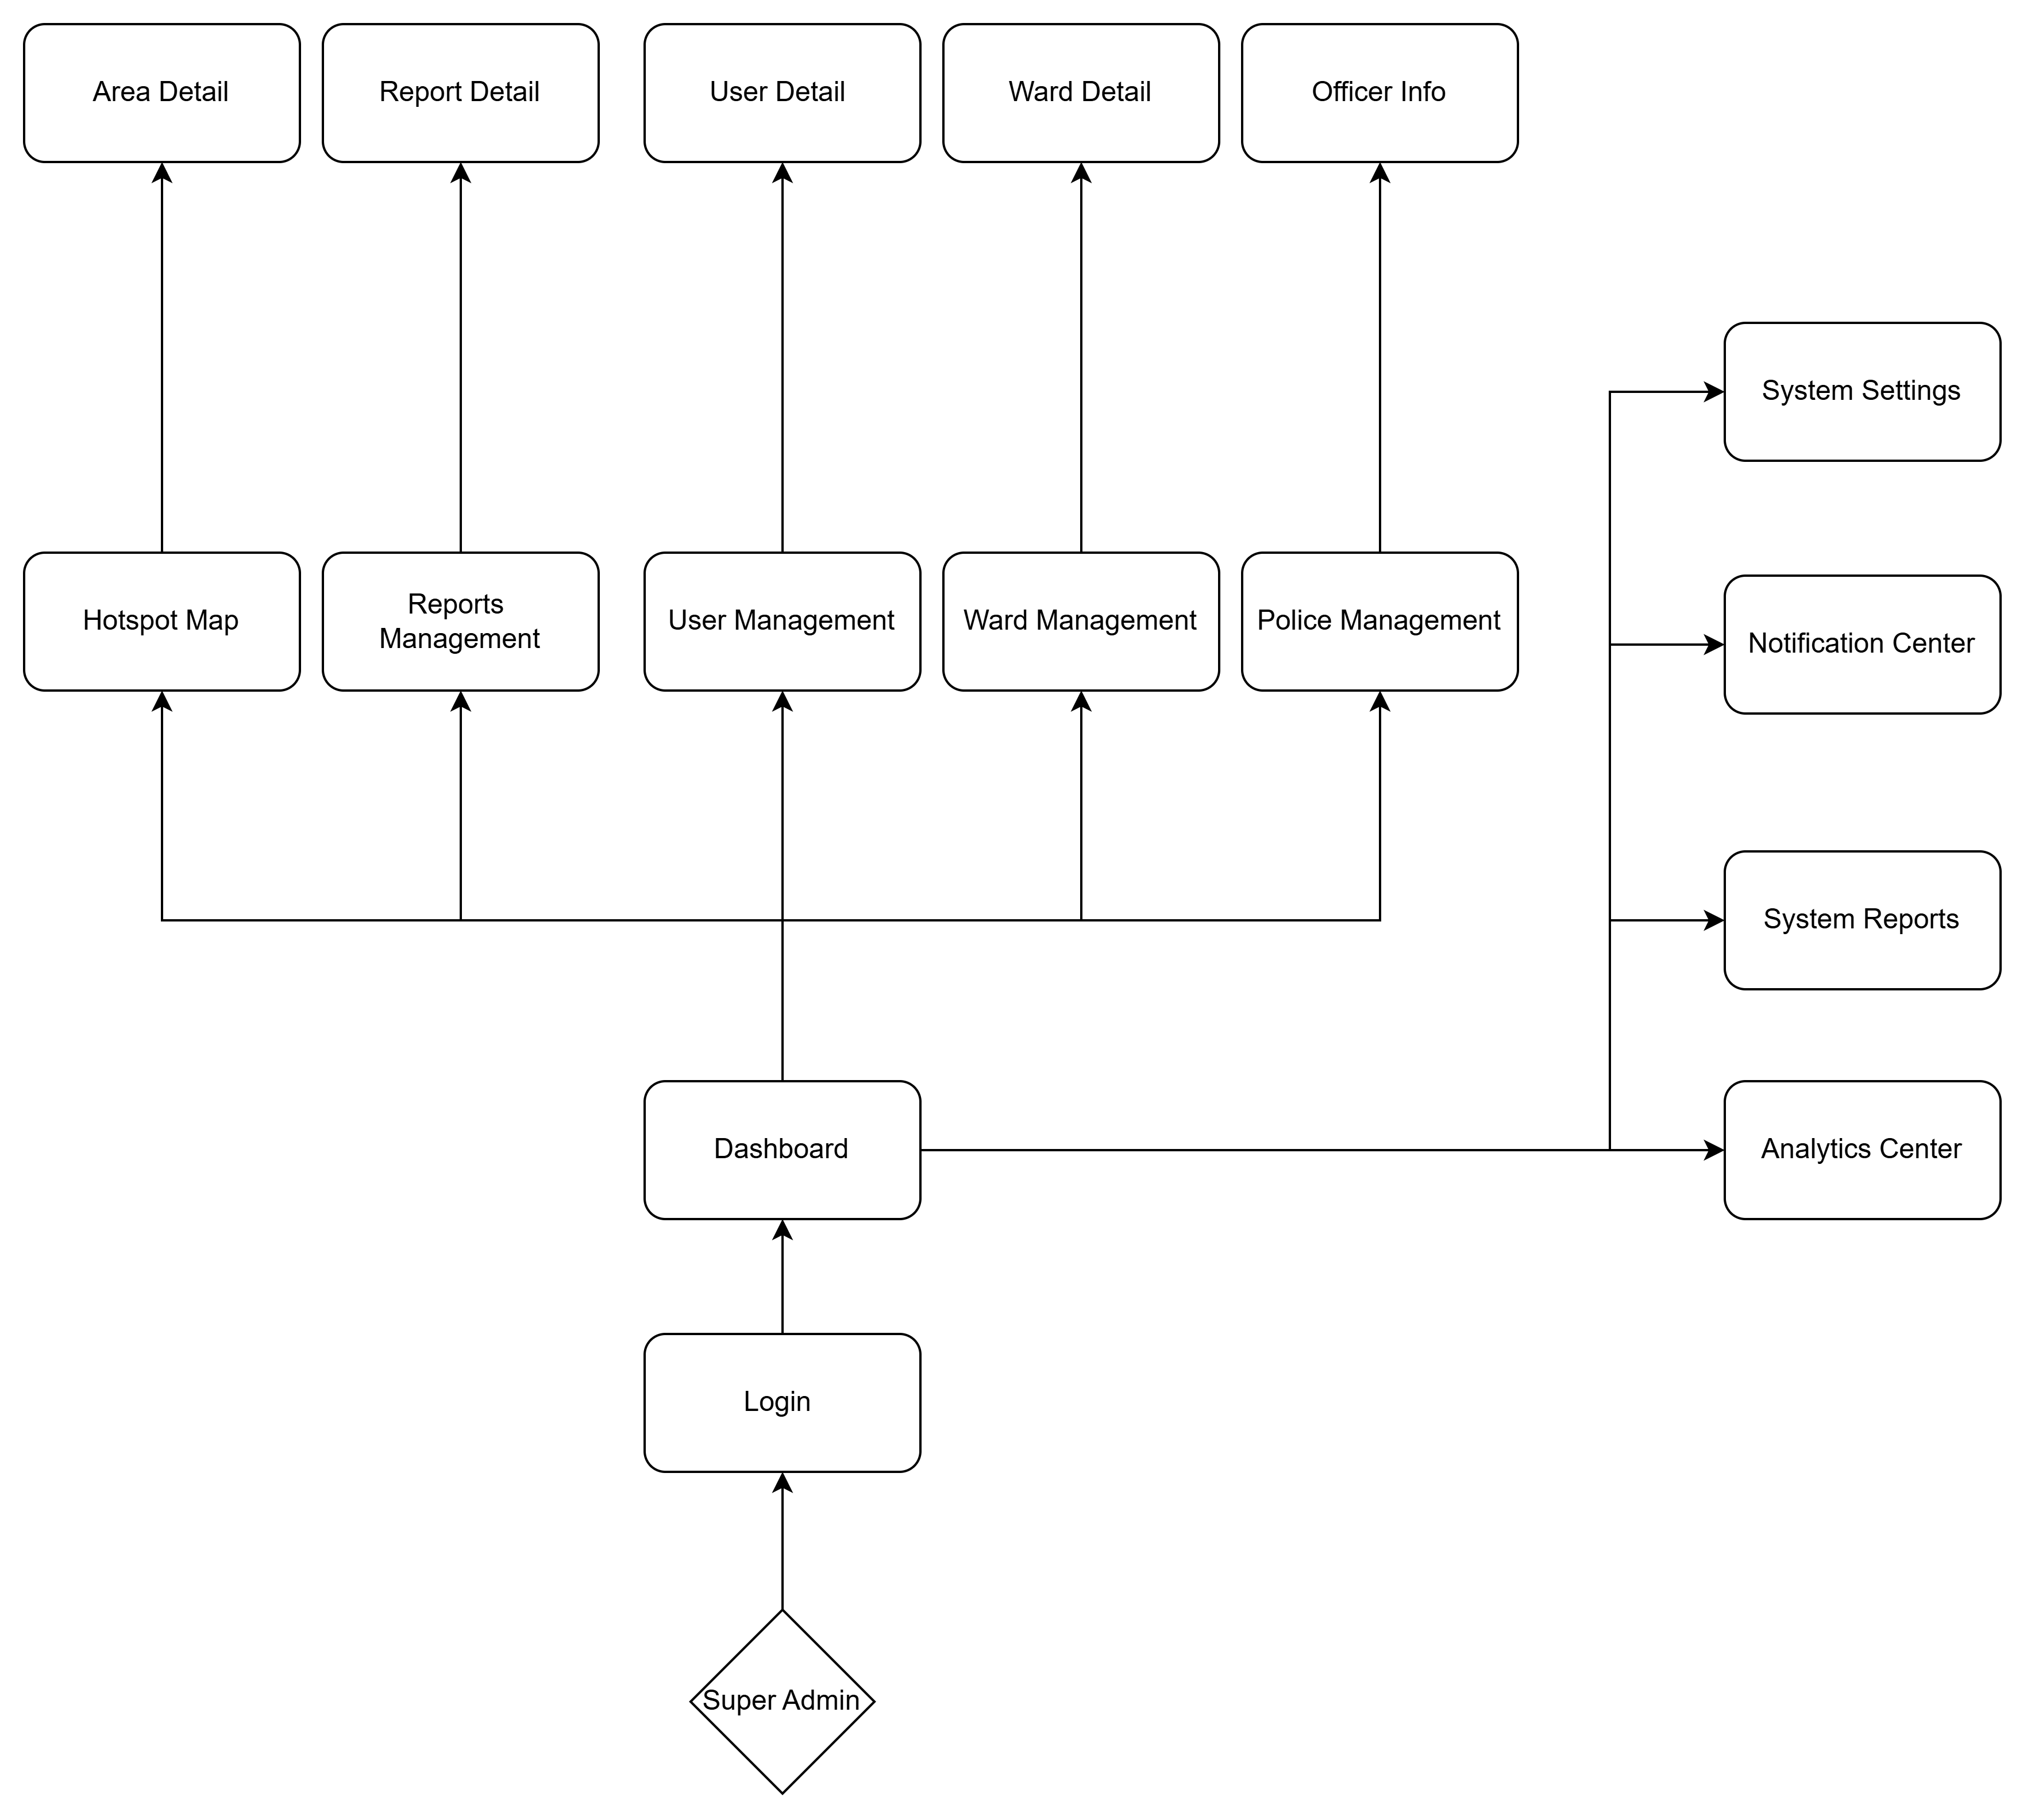 Area Detail
Report Detail
User Detail
Ward Detail
Officer Info
System Settings
Hotspot Map
Reports
Management
User Management
Ward Management
Police Management
Notification Center
System Reports
Dashboard
Analytics Center
Login
Super Admin